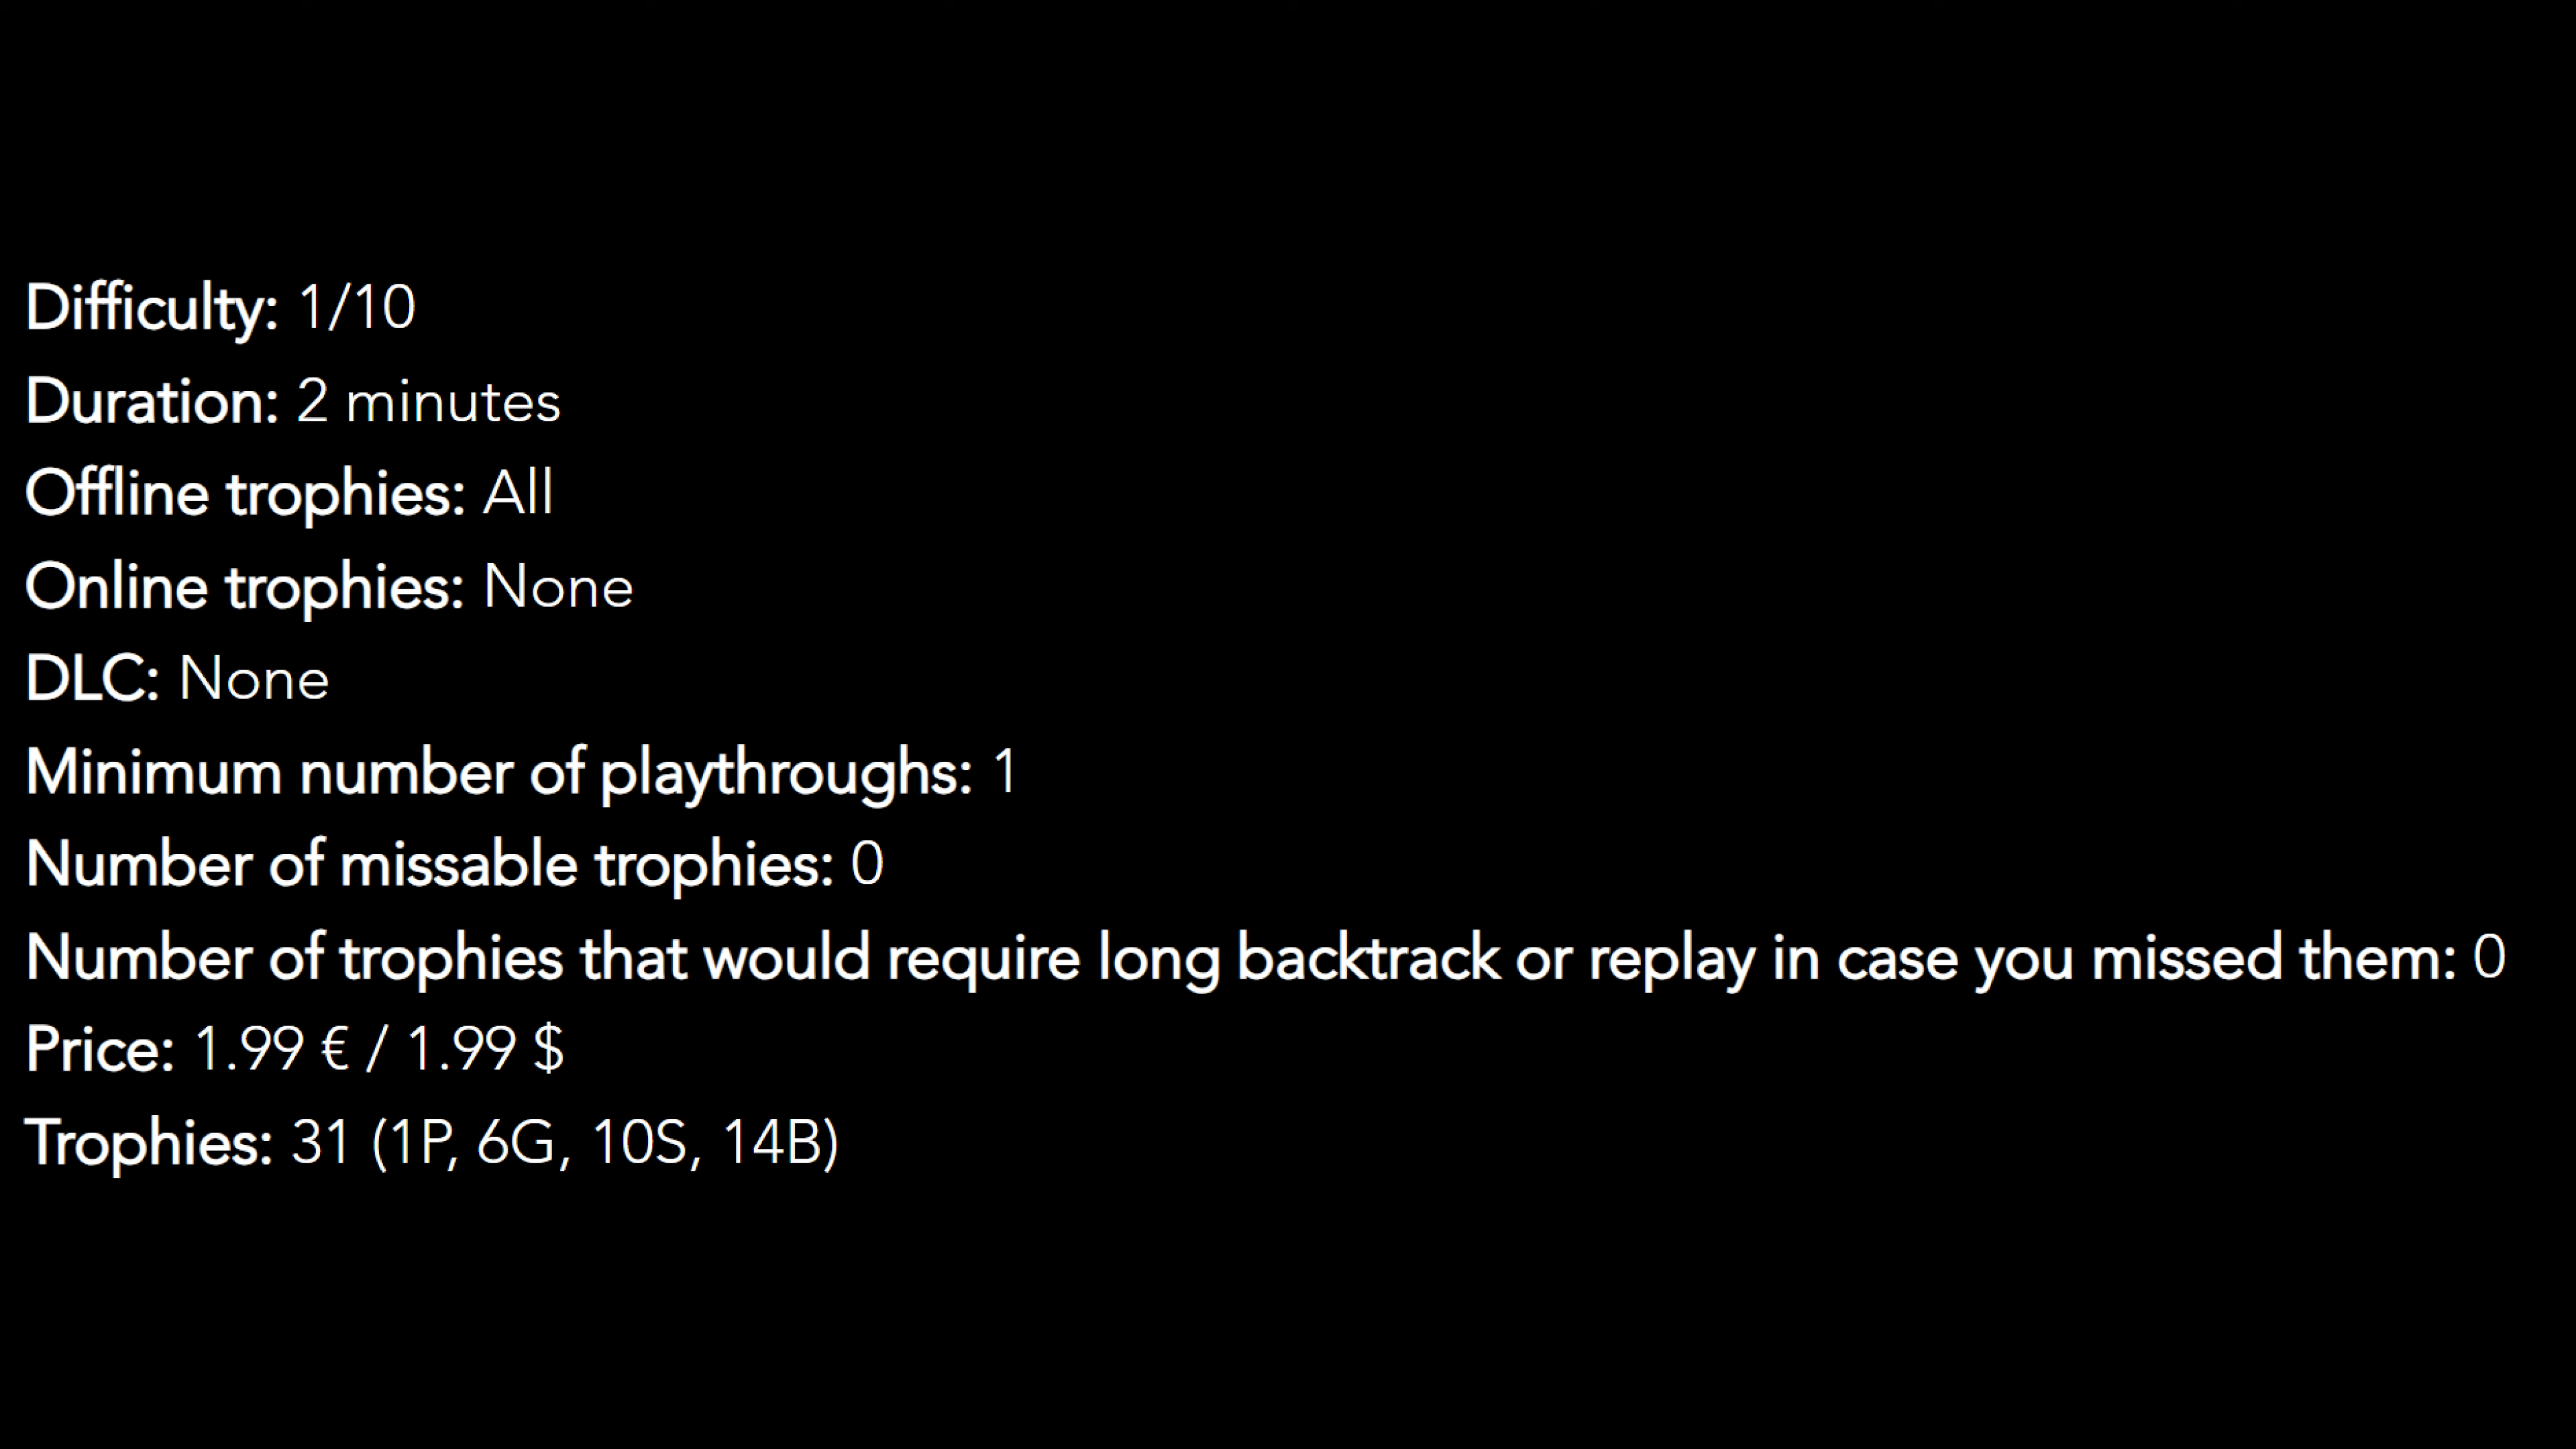 Difficulty: 1/10
Duration: 2 minutes
Offline trophies: All
Online trophies: None
DLC: None
Minimum number of playthroughs: 1
Number of missable trophies: 0
Number of trophies that would require long backtrack or replay in case you missed them: 0
Price: 1.99 € / 1.99 $
Trophies: 31 (1P, 6G, 10S, 14B)